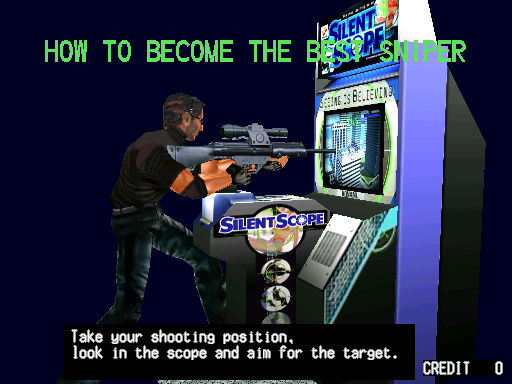 SILENT SCOPE
HOW TO BECOME THE BEST SNIPER
SEEING IS BELIEVING
SILENT SCOPE
Take your shooting position,
look in the scope and aim for the target.
CREDIT 0